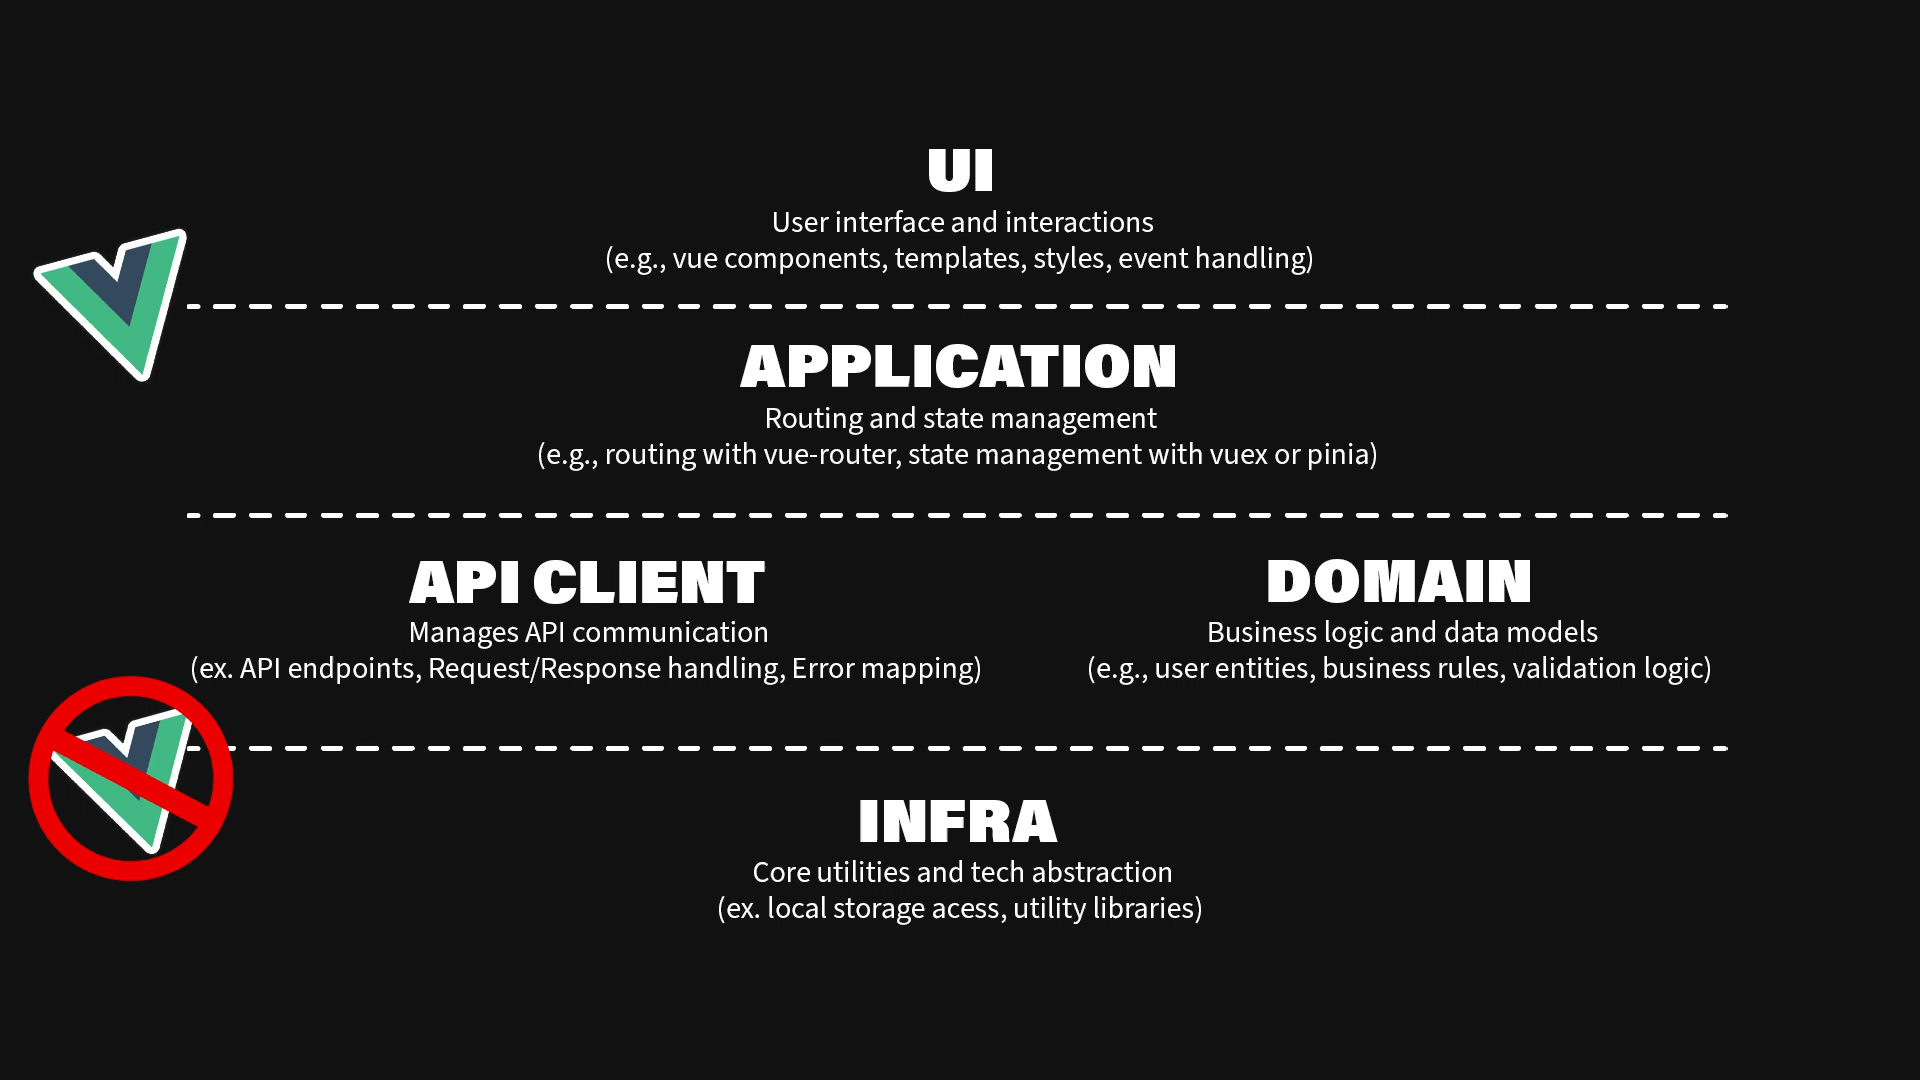 UI
User interface and interactions
(e.g., vue components, templates, styles, event handling)
APPLICATION
Routing and state management
(e.g., routing with vue-router, state management with vuex or pinia)
API CLIENT
Manages API communication
(ex. API endpoints, Request/Response handling, Error mapping)
DOMAIN
Business logic and data models
(e.g., user entities, business rules, validation logic)
INFRA
Core utilities and tech abstraction
(ex. local storage acess, utility libraries)